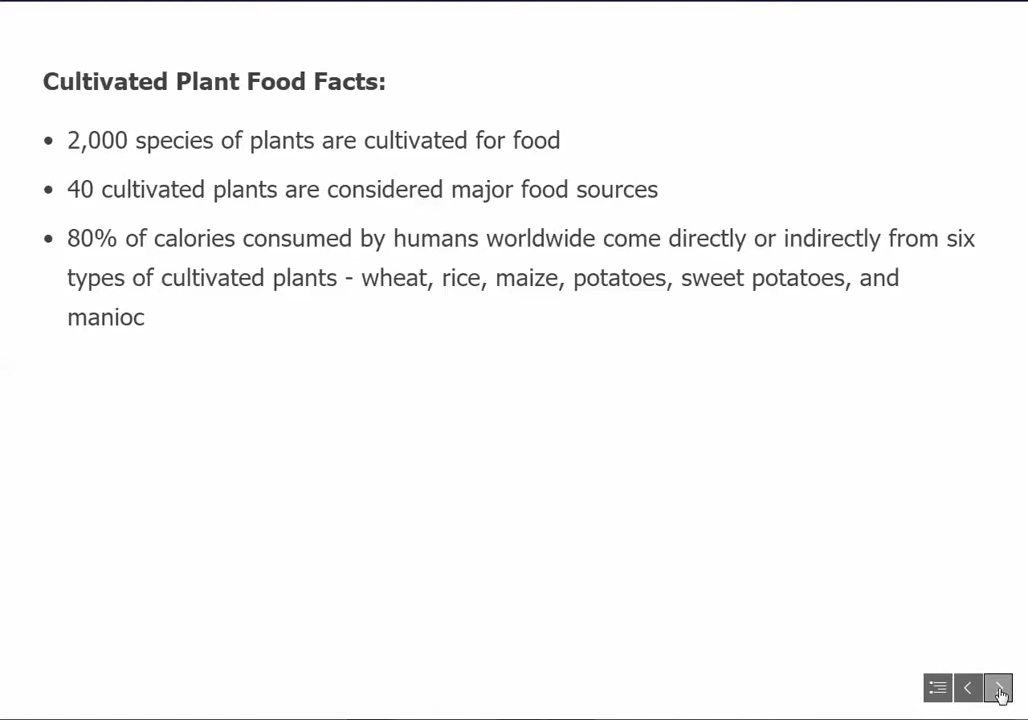 Cultivated Plant Food Facts:
• 2,000 species of plants are cultivated for food
• 40 cultivated plants are considered major food sources
• 80% of calories consumed by humans worldwide come directly or indirectly from six
types of cultivated plants - wheat, rice, maize, potatoes, sweet potatoes, and
manioc